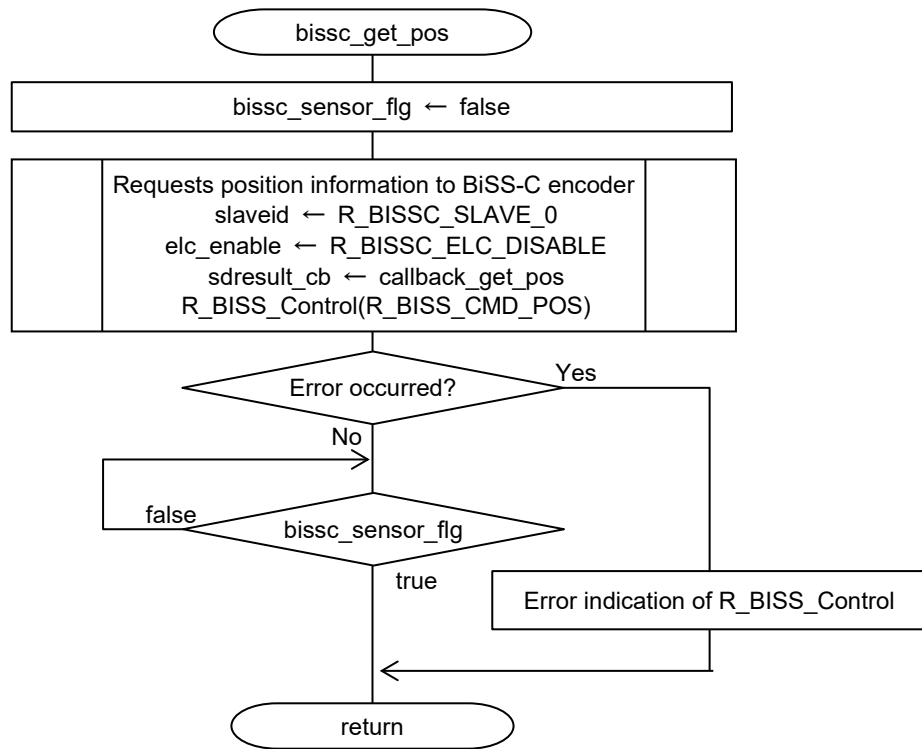 bissc_get_pos
bissc_sensor_flg ← false
Requests position information to BiSS-C encoder
slaveid ← R_BISSC_SLAVE_0
elc_enable ← R_BISSC_ELC_DISABLE
sdresult_cb ← callback_get_pos
R_BISS_Control(R_BISS_CMD_POS)
Error occurred?
Yes
No
false
bissc_sensor_flg
true
Error indication of R_BISS_Control
return